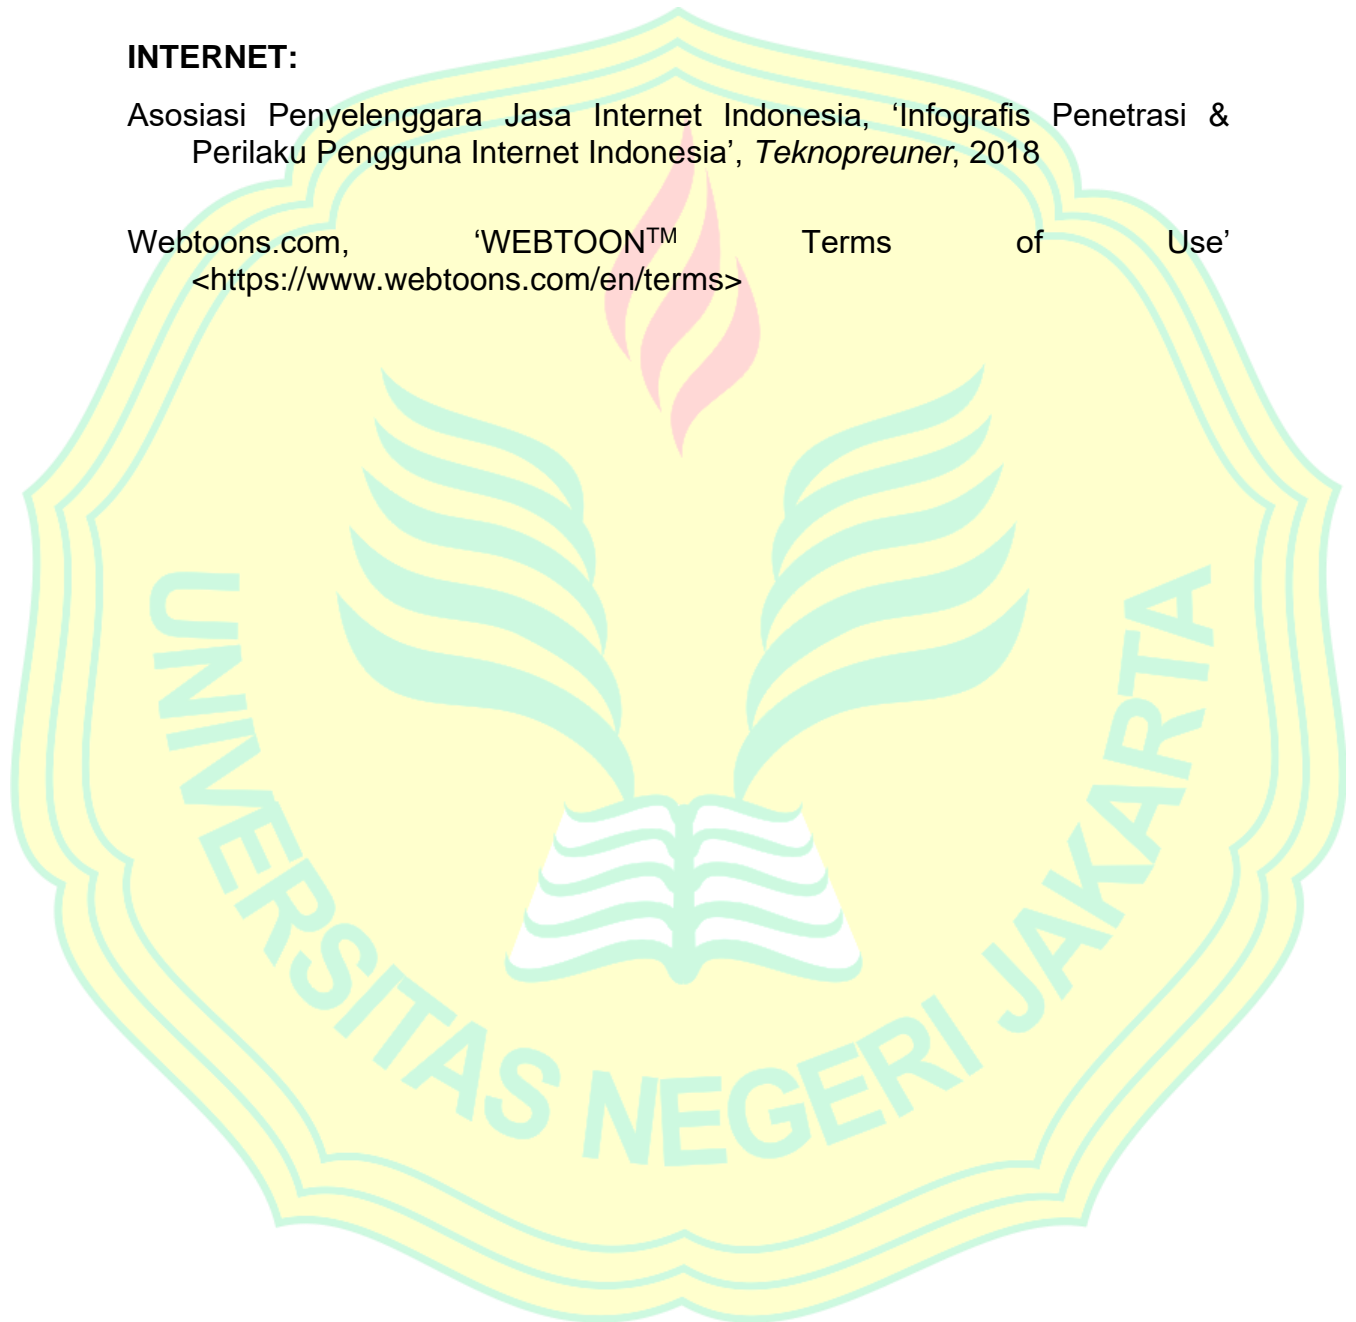 INTERNET:
Asosiasi Penyelenggara Jasa Internet Indonesia, ‘Infografis Penetrasi &
Perilaku Pengguna Internet Indonesia’, Teknopreuner, 2018
Webtoons.com, ‘WEBTOON™ Terms of Use’
<https://www.webtoons.com/en/terms>
UNIVERSITAS NEGERI JAKARTA